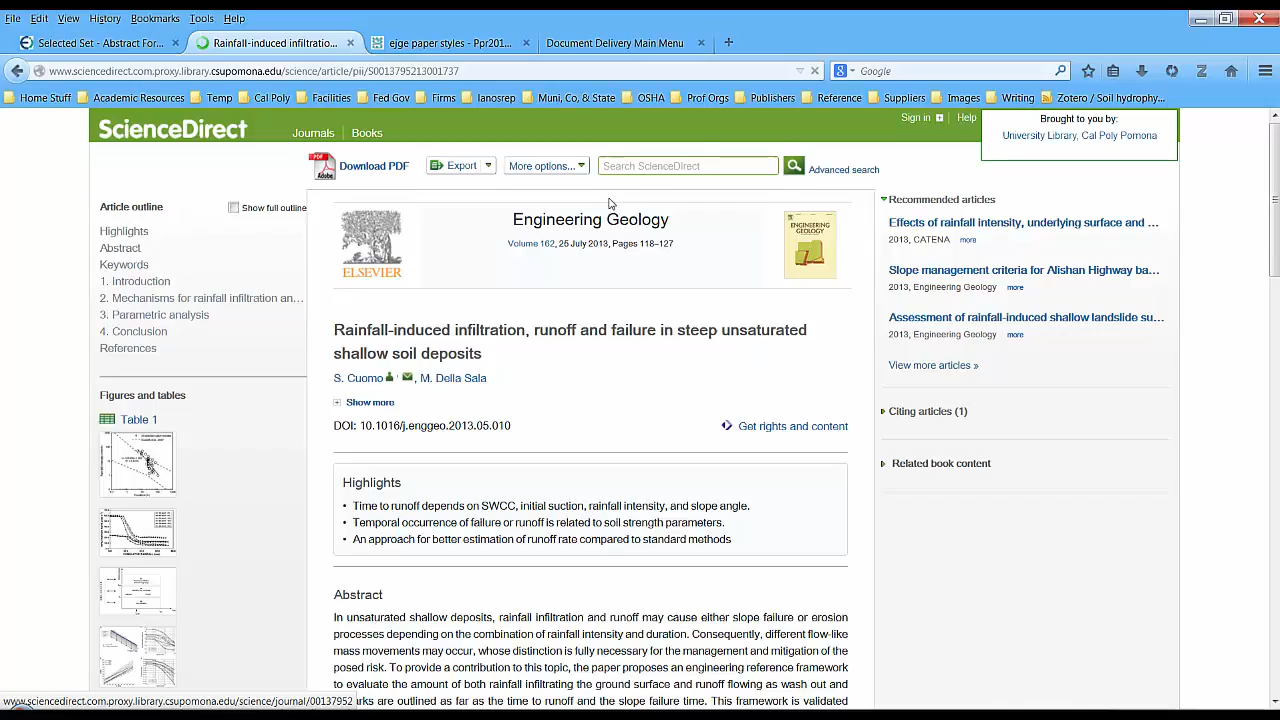 File Edit View History Bookmarks Tools Help
Selected Set - Abstract For... × Rainfall-induced infiltratio... × ejge paper styles - Ppr201... × Document Delivery Main Menu ×
www.sciencedirect.com.proxy.library.csupomona.edu/science/article/pii/S0013795213001737 Google
Home Stuff Academic Resources Temp Cal Poly Facilities Fed Gov Firms Ianosrep Muni, Co, & State OSHA Prof Orgs Publishers Reference Suppliers Images Writing Zotero / Soil hydrophy...
ScienceDirect Journals Books Sign in Help
Brought to you by:
University Library, Cal Poly Pomona
PDF Adobe Download PDF Export More options... Search ScienceDirect Advanced search
Article outline Show full outline
Highlights
Abstract
Keywords
1. Introduction
2. Mechanisms for rainfall infiltration an...
3. Parametric analysis
4. Conclusion
References
Figures and tables
Table 1
ELSEVIER
Engineering Geology
Volume 162, 25 July 2013, Pages 118–127
ENGINEERING
GEOLOGY
Rainfall-induced infiltration, runoff and failure in steep unsaturated
shallow soil deposits
S. Cuomo, M. Della Sala
Show more
DOI: 10.1016/j.enggeo.2013.05.010
Get rights and content
Highlights
• Time to runoff depends on SWCC, initial suction, rainfall intensity, and slope angle.
• Temporal occurrence of failure or runoff is related to soil strength parameters.
• An approach for better estimation of runoff rate compared to standard methods
Abstract
In unsaturated shallow deposits, rainfall infiltration and runoff may cause either slope failure or erosion
processes depending on the combination of rainfall intensity and duration. Consequently, different flow-like
mass movements may occur, whose distinction is fully necessary for the management and mitigation of the
posed risk. To provide a contribution to this topic, the paper proposes an engineering reference framework
to evaluate the amount of both rainfall infiltrating the ground surface and runoff flowing as wash out and
arks are outlined as far as the time to runoff and the slope failure time. This framework is validated
Recommended articles
Effects of rainfall intensity, underlying surface and ...
2013, CATENA more
Slope management criteria for Alishan Highway ba...
2013, Engineering Geology more
Assessment of rainfall-induced shallow landslide su...
2013, Engineering Geology more
View more articles »
Citing articles (1)
Related book content
www.sciencedirect.com.proxy.library.csupomona.edu/science/journal/00137952